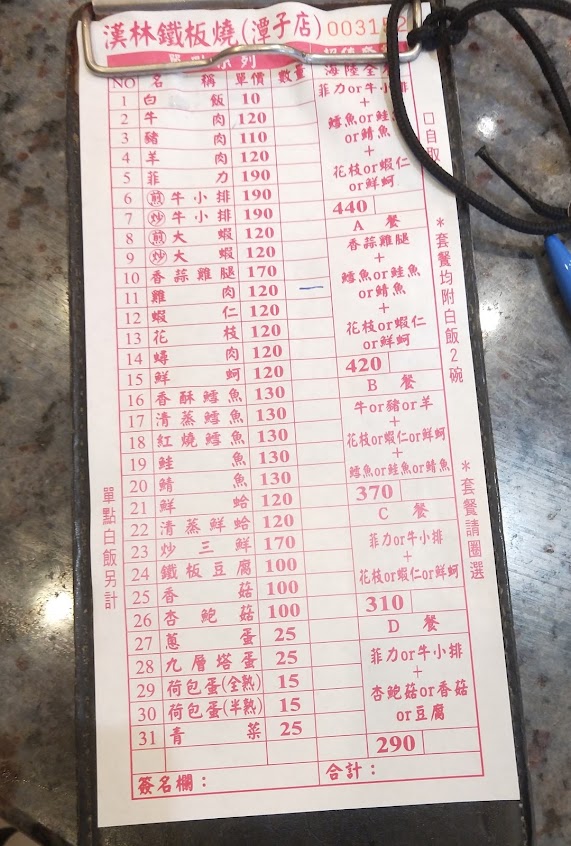 漢林鐵板燒(潭子店) 003152
單點系列
NO 名稱 單價 數量
1 白飯 10
2 牛肉 120
3 豬肉 110
4 羊肉 120
5 菲力 190
6 煎牛小排 190
7 炒牛小排 190
8 煎大蝦 120
9 炒大蝦 120
10 香蒜雞腿 170
11 雞肉 120 一
12 蝦仁 120
13 花枝 120
14 蟳肉 120
15 鮮蚵 120
16 香酥鱈魚 130
17 清蒸鱈魚 130
18 紅燒鱈魚 130
19 鮭魚 130
20 鯖魚 130
21 鮮蛤 120
22 清蒸鮮蛤 120
23 炒三鮮 170
24 鐵板豆腐 100
25 香菇 100
26 杏鮑菇 100
27 蔥蛋 25
28 九層塔蛋 25
29 荷包蛋(全熟) 15
30 荷包蛋(半熟) 15
31 青菜 25
簽名欄：
海陸全
菲力or牛小排
+
鱈魚or鮭
or鯖魚
+
花枝or蝦仁
or鮮蚵
440
A 餐
香蒜雞腿
+
鱈魚or鮭魚
or鯖魚
+
花枝or蝦仁
or鮮蚵
420
B 餐
牛or豬or羊
+
花枝or蝦仁or鮮蚵
+
鱈魚or鮭魚or鯖魚
370
C 餐
菲力or牛小排
+
花枝or蝦仁or鮮蚵
310
D 餐
菲力or牛小排
+
杏鮑菇or香菇
or豆腐
290
合計：
□自取
*套餐均附白飯2碗
*套餐請圈選
單點白飯另計